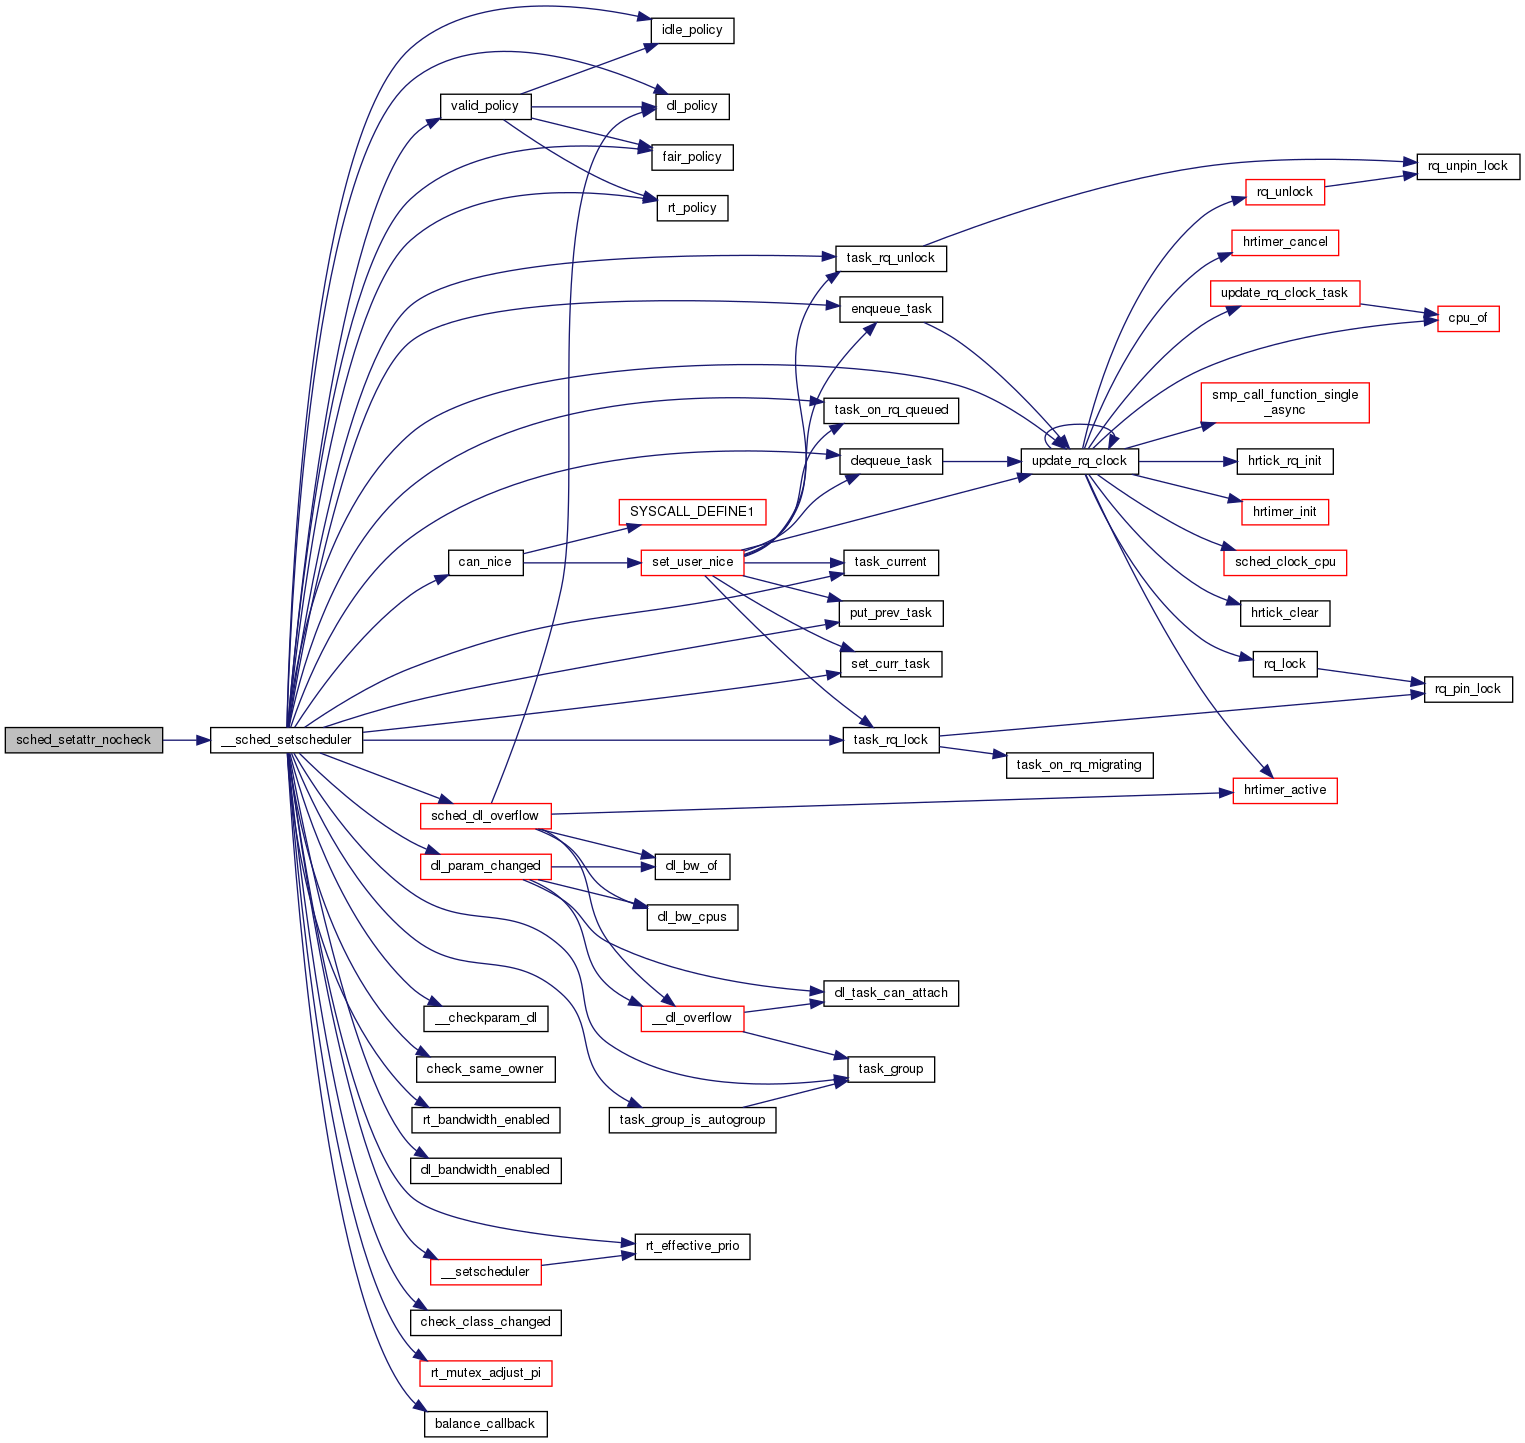 idle_policy
valid_policy
dl_policy
fair_policy
rq_unpin_lock
rq_unlock
rt_policy
hrtimer_cancel
task_rq_unlock
update_rq_clock_task
enqueue_task
cpu_of
smp_call_function_single
_async
task_on_rq_queued
dequeue_task
update_rq_clock
hrtick_rq_init
SYSCALL_DEFINE1
hrtimer_init
can_nice
set_user_nice
task_current
sched_clock_cpu
put_prev_task
hrtick_clear
set_curr_task
rq_lock
rq_pin_lock
sched_setattr_nocheck
__sched_setscheduler
task_rq_lock
task_on_rq_migrating
hrtimer_active
sched_dl_overflow
dl_param_changed
dl_bw_of
dl_bw_cpus
dl_task_can_attach
__checkparam_dl
__dl_overflow
check_same_owner
task_group
rt_bandwidth_enabled
task_group_is_autogroup
dl_bandwidth_enabled
rt_effective_prio
__setscheduler
check_class_changed
rt_mutex_adjust_pi
balance_callback